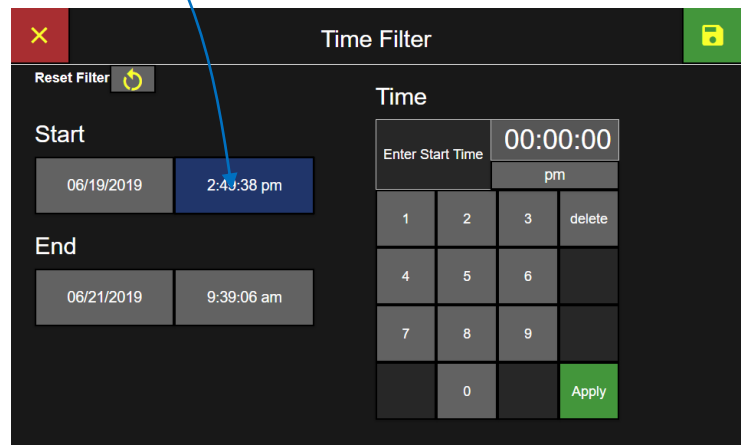 Time Filter
Reset Filter
Start
06/19/2019
End
06/21/2019 9:39:06 am
Time
Enter Start Time 00:00:00
pm
1 2 3 delete
4 5 6
7 8 9
0 Apply